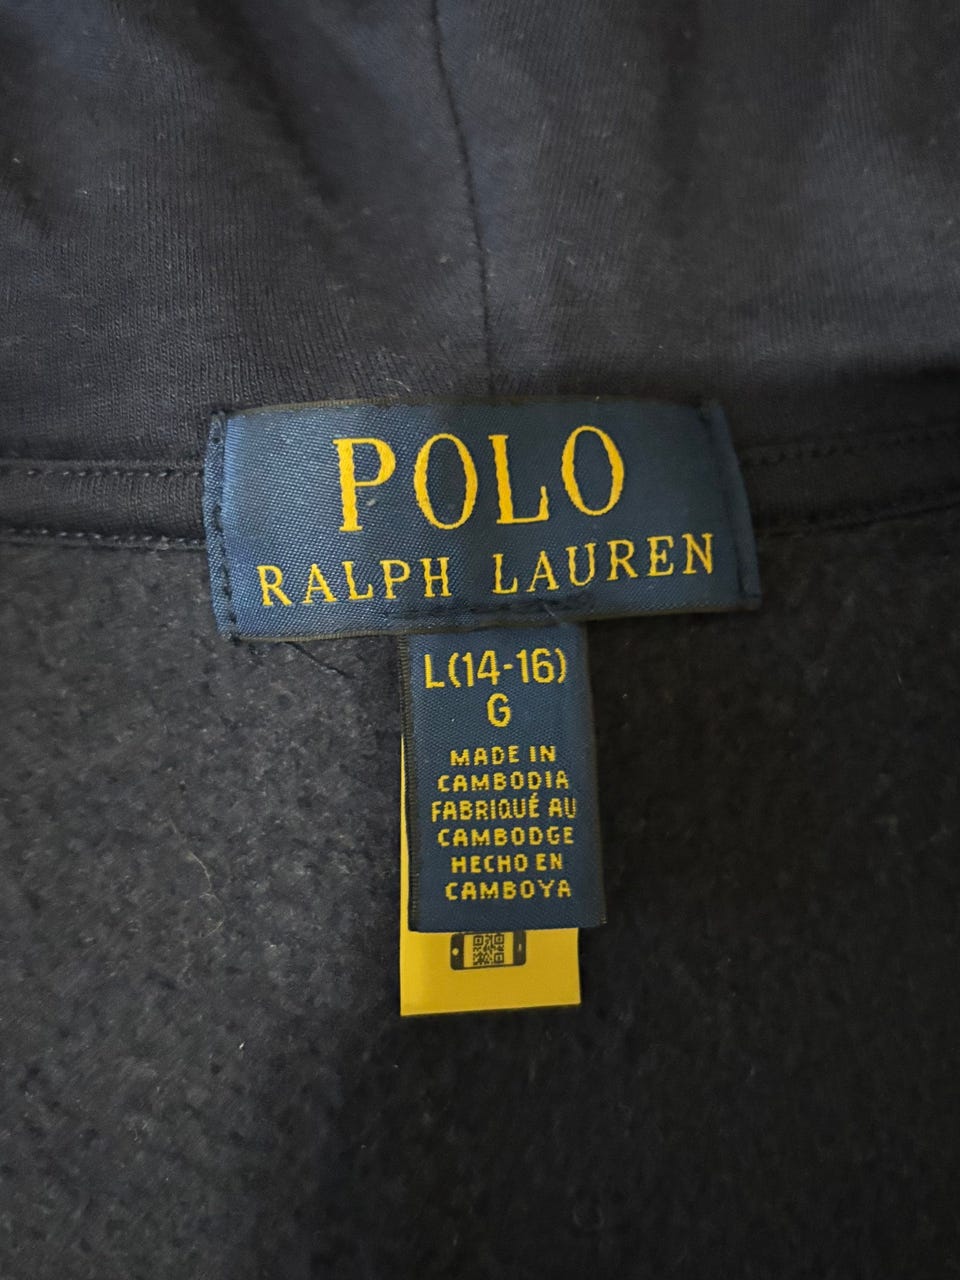 POLO
RALPH LAUREN
L(14-16)
G
MADE IN
CAMBODIA
FABRIQUÉ AU
CAMBODGE
HECHO EN
CAMBOYA